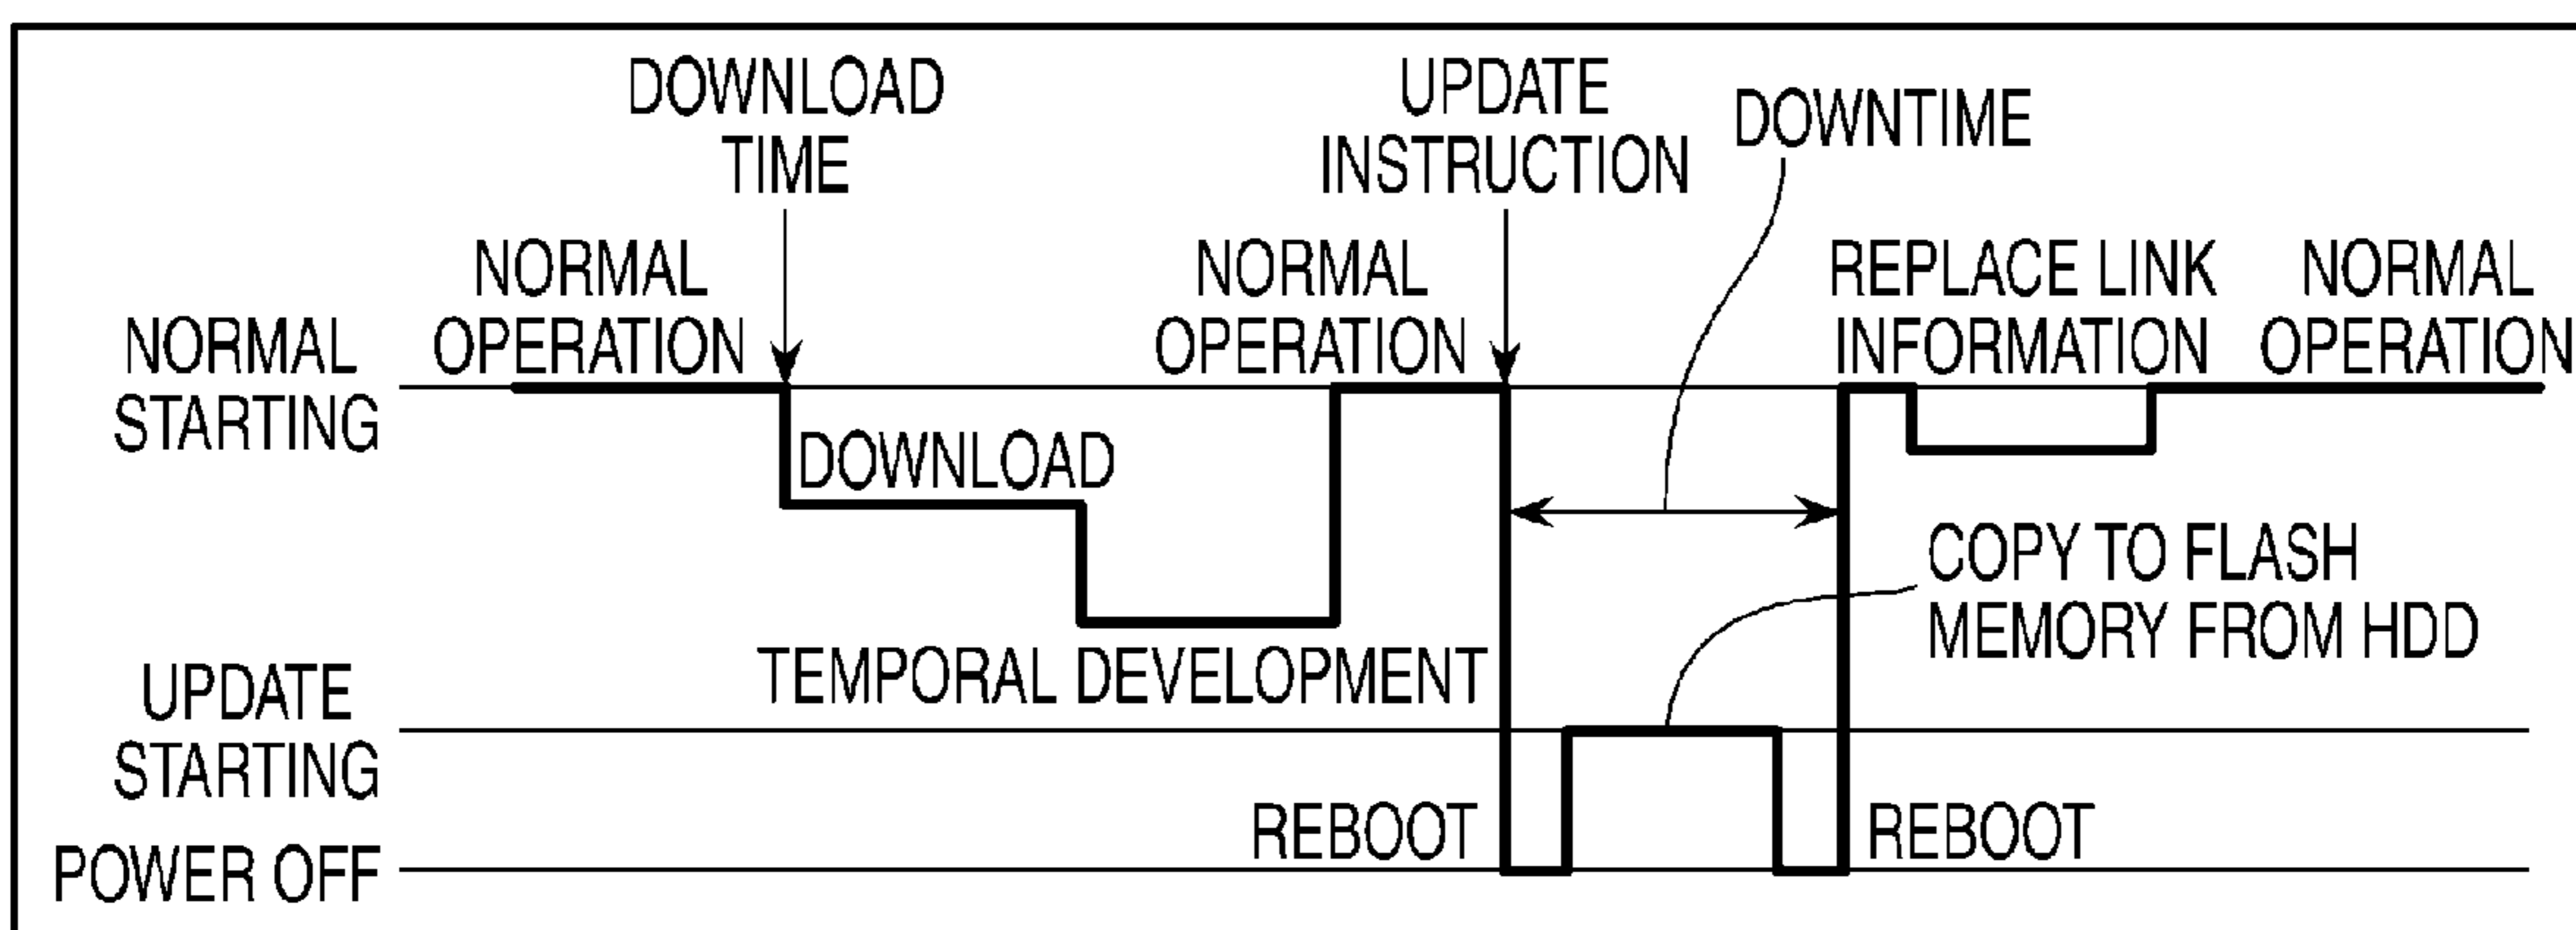 DOWNLOAD
TIME
UPDATE
INSTRUCTION
DOWNTIME
NORMAL
OPERATION
NORMAL
OPERATION
REPLACE LINK
INFORMATION
NORMAL
OPERATION
NORMAL
STARTING
DOWNLOAD
COPY TO FLASH
MEMORY FROM HDD
TEMPORAL DEVELOPMENT
UPDATE
STARTING
REBOOT
REBOOT
POWER OFF